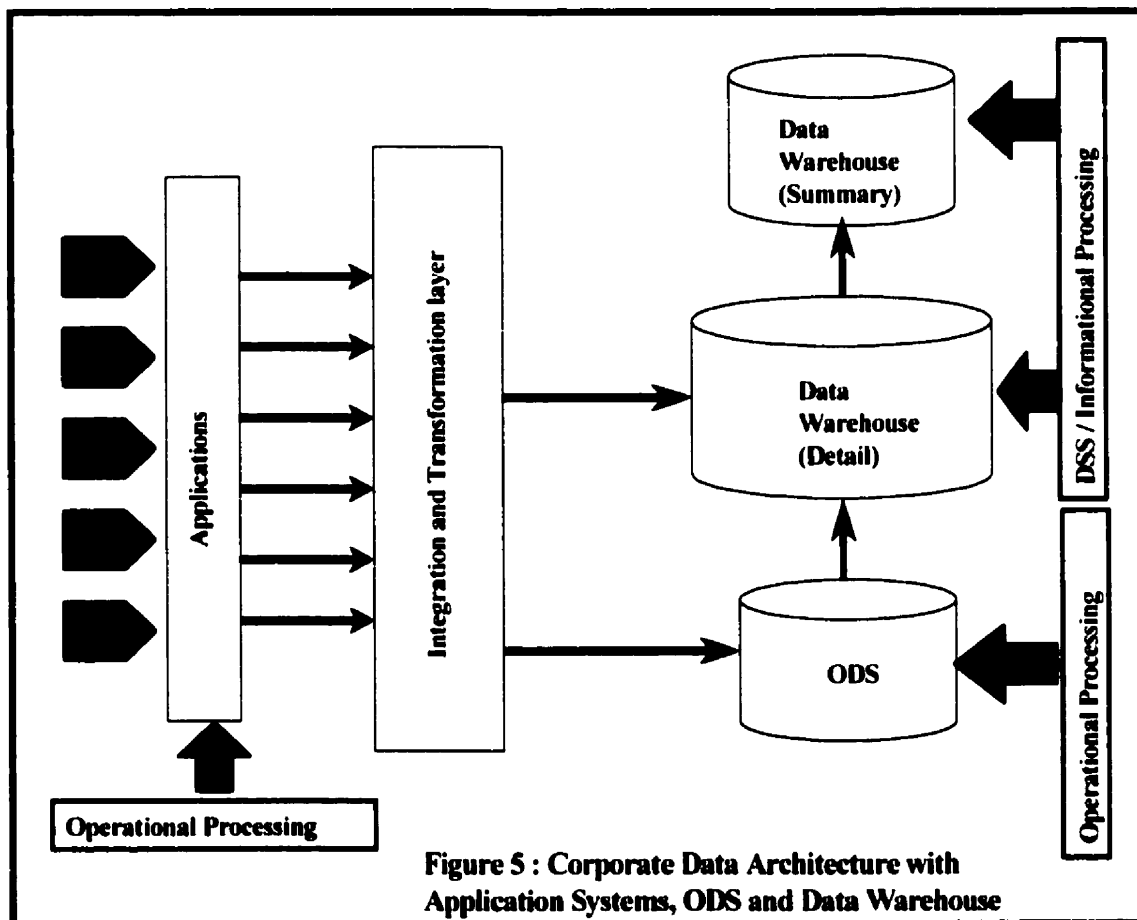 Data
Warehouse
(Summary)
DSS / Informational Processing
Applications
Integration and Transformation layer
Data
Warehouse
(Detail)
ODS
Operational Processing
Operational Processing
Figure 5 : Corporate Data Architecture with
Application Systems, ODS and Data Warehouse